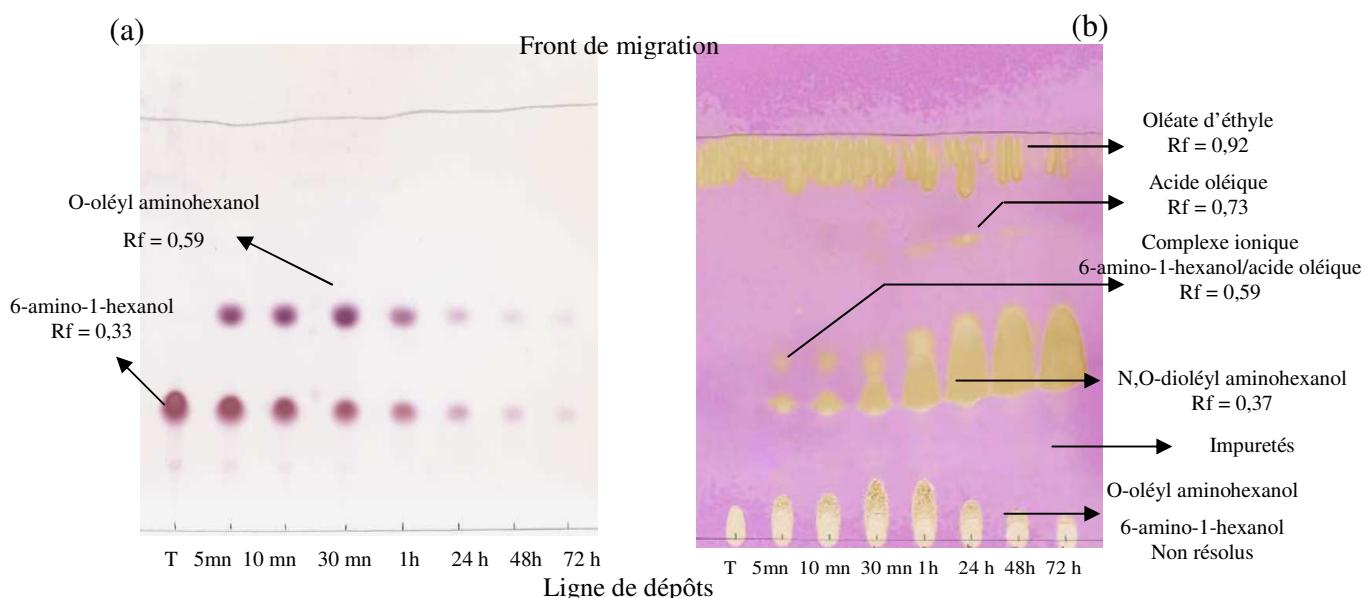 (a)
(b)
Front de migration
O-oléyl aminohexanol
Rf = 0,59
6-amino-1-hexanol
Rf = 0,33
T 5mn 10 mn 30 mn 1h 24 h 48h 72 h
Oléate d'éthyle
Rf = 0,92
Acide oléique
Rf = 0,73
Complexe ionique
6-amino-1-hexanol/acide oléique
Rf = 0,59
N,O-dioléyl aminohexanol
Rf = 0,37
Impuretés
O-oléyl aminohexanol
6-amino-1-hexanol
Non résolus
T 5mn 10 mn 30 mn 1h 24 h 48h 72 h
Ligne de dépôts